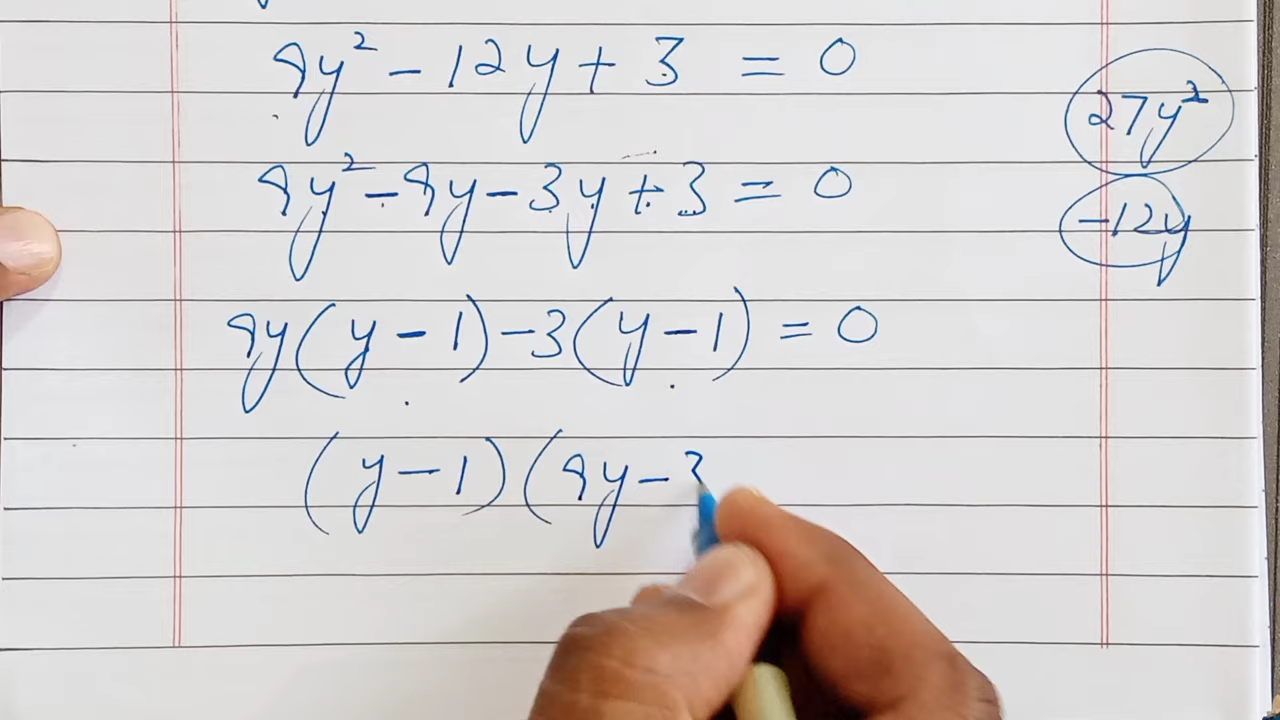 9y² - 12y + 3 = 0
27y²
9y² - 9y - 3y + 3 = 0
-12y
9y(y - 1) - 3(y - 1) = 0
(y - 1)(9y - 3